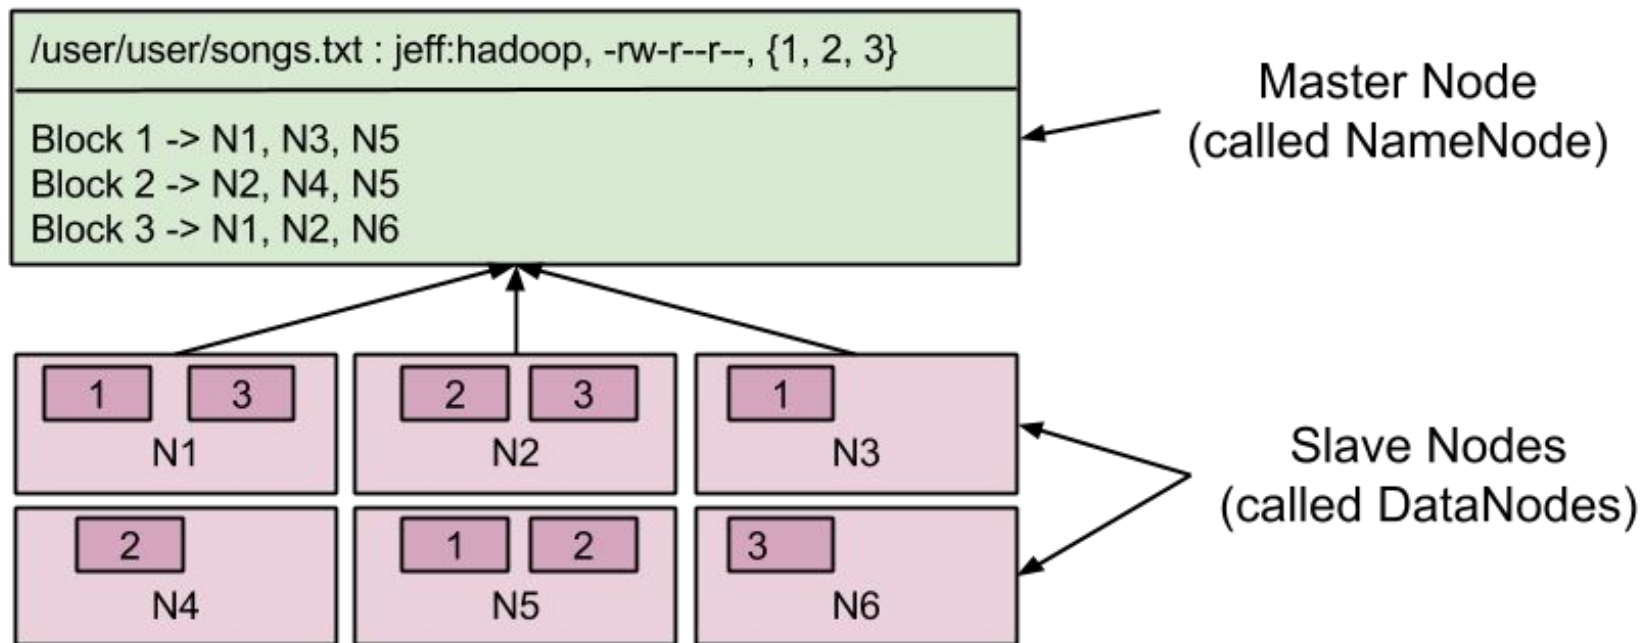 /user/user/songs.txt : jeff:hadoop, -rw-r--r--, {1, 2, 3}
Block 1 -> N1, N3, N5
Block 2 -> N2, N4, N5
Block 3 -> N1, N2, N6
Master Node
(called NameNode)
1 3
N1
2 3
N2
1
N3
2
N4
1 2
N5
3
N6
Slave Nodes
(called DataNodes)